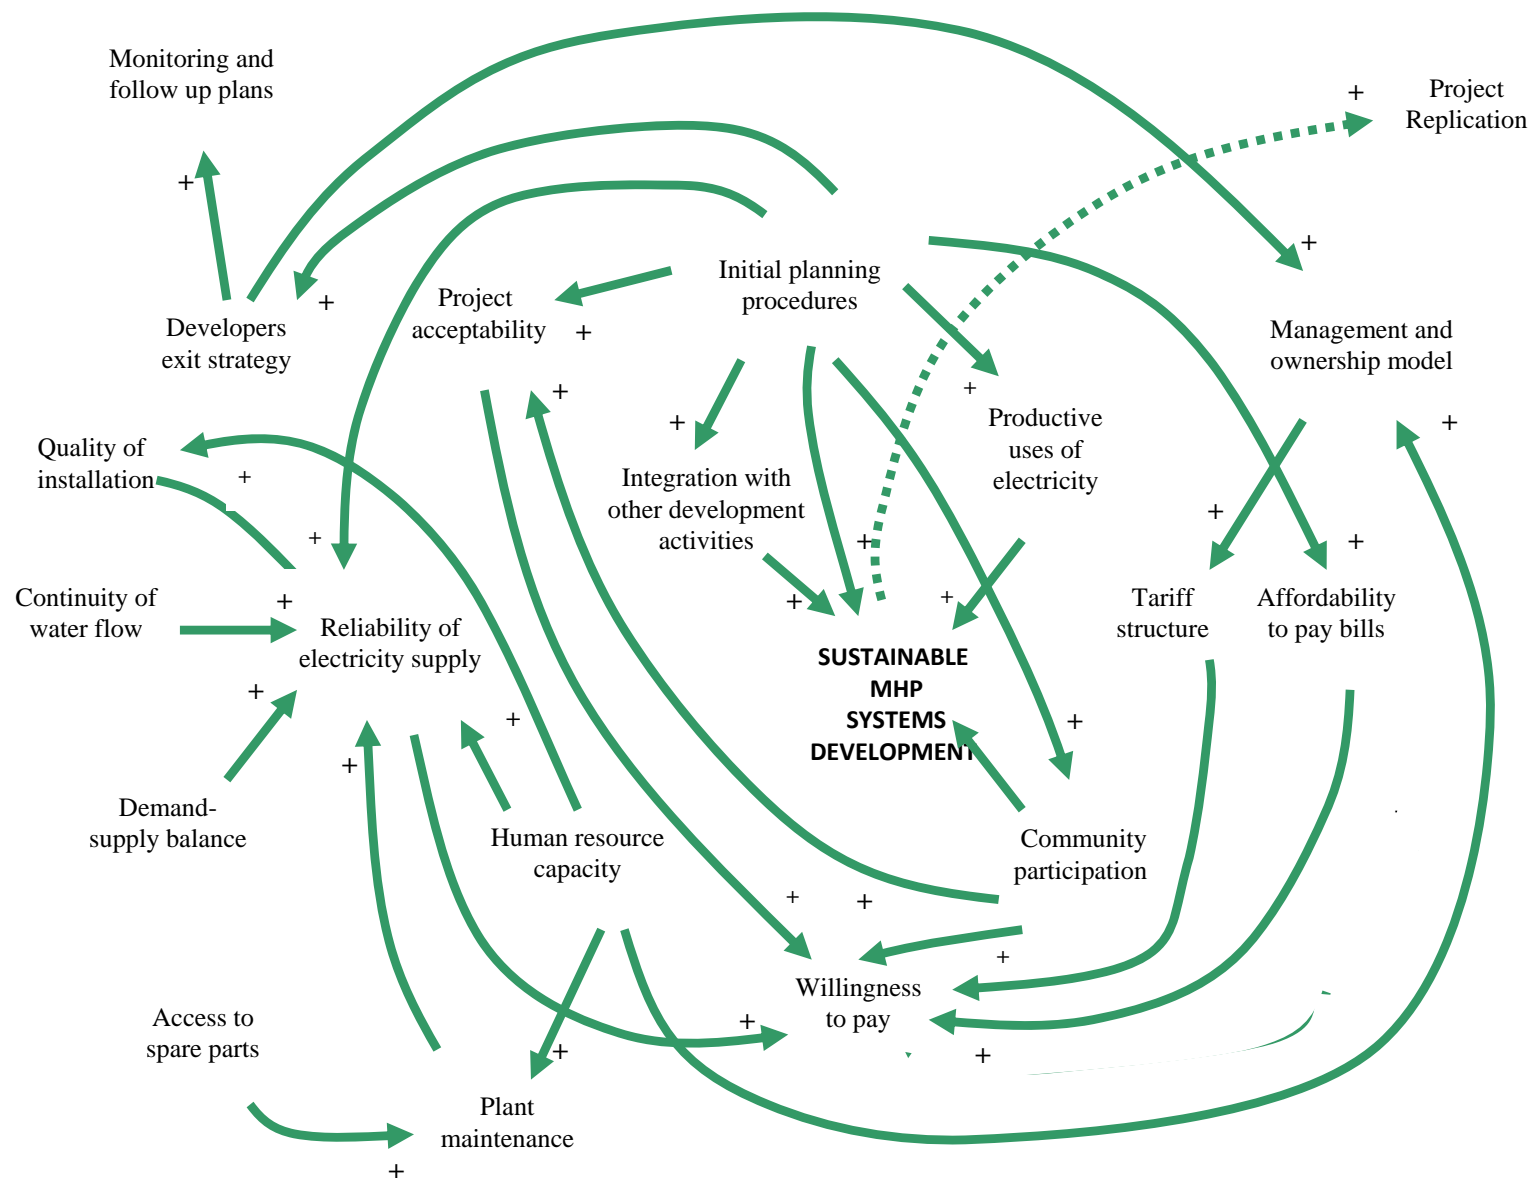 Monitoring and
follow up plans
+
Project
Replication
+
+
Initial planning
procedures
+
Project
acceptability
+
Developers
exit strategy
Management and
ownership model
+
+
+
+
Productive
uses of
electricity
Quality of
installation
+
Integration with
other development
activities
+
+
+
+
Continuity of
water flow
+
+
+
Tariff
structure
Affordability
to pay bills
Reliability of
electricity supply
SUSTAINABLE
MHP
SYSTEMS
DEVELOPMENT
+
+
+
+
Demand-
supply balance
Human resource
capacity
Community
participation
+
+
+
Willingness
to pay
Access to
spare parts
+
+
+
Plant
maintenance
+